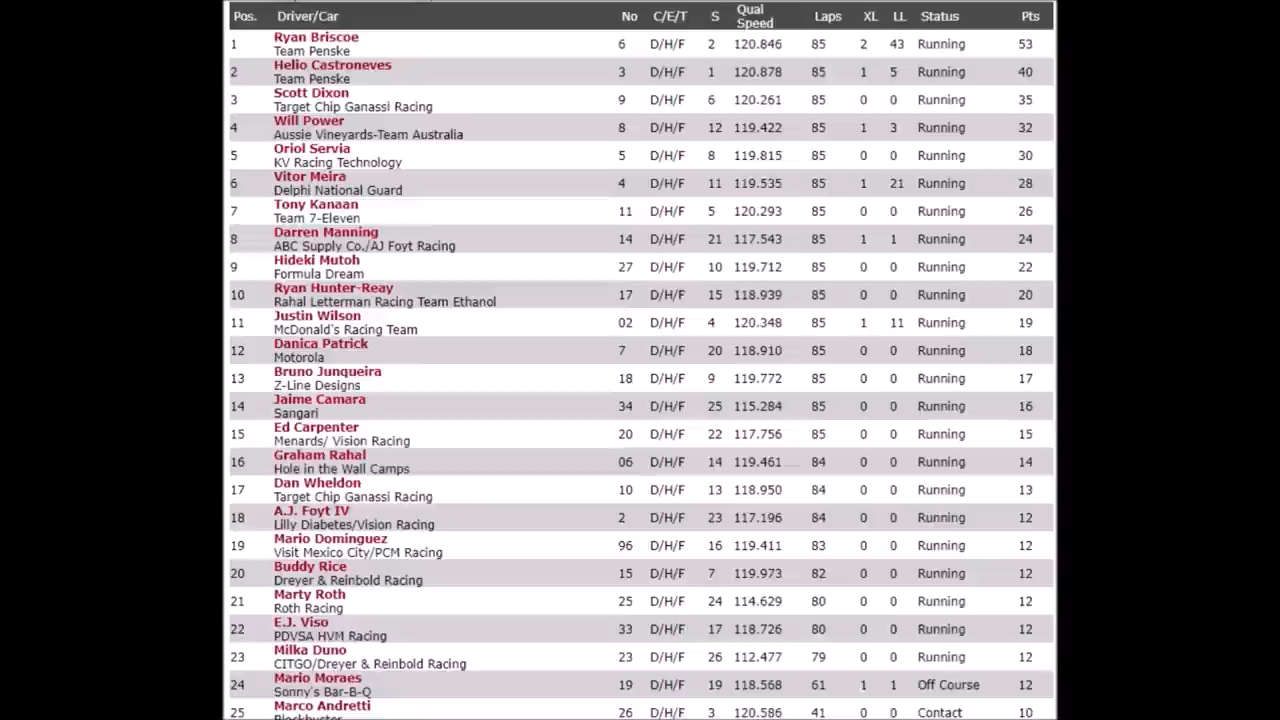 Pos. Driver/Car No C/E/T S Qual Speed Laps XL LL Status Pts
1 Ryan Briscoe Team Penske 6 D/H/F 2 120.846 85 2 43 Running 53
2 Helio Castroneves Team Penske 3 D/H/F 1 120.878 85 1 5 Running 40
3 Scott Dixon Target Chip Ganassi Racing 9 D/H/F 6 120.261 85 0 0 Running 35
4 Will Power Aussie Vineyards-Team Australia 8 D/H/F 12 119.422 85 1 3 Running 32
5 Oriol Servia KV Racing Technology 5 D/H/F 8 119.815 85 0 0 Running 30
6 Vitor Meira Delphi National Guard 4 D/H/F 11 119.535 85 1 21 Running 28
7 Tony Kanaan Team 7-Eleven 11 D/H/F 5 120.293 85 0 0 Running 26
8 Darren Manning ABC Supply Co./AJ Foyt Racing 14 D/H/F 21 117.543 85 1 1 Running 24
9 Hideki Mutoh Formula Dream 27 D/H/F 10 119.712 85 0 0 Running 22
10 Ryan Hunter-Reay Rahal Letterman Racing Team Ethanol 17 D/H/F 15 118.939 85 0 0 Running 20
11 Justin Wilson McDonald's Racing Team 02 D/H/F 4 120.348 85 1 11 Running 19
12 Danica Patrick Motorola 7 D/H/F 20 118.910 85 0 0 Running 18
13 Bruno Junqueira Z-Line Designs 18 D/H/F 9 119.772 85 0 0 Running 17
14 Jaime Camara Sangari 34 D/H/F 25 115.284 85 0 0 Running 16
15 Ed Carpenter Menards/ Vision Racing 20 D/H/F 22 117.756 85 0 0 Running 15
16 Graham Rahal Hole in the Wall Camps 06 D/H/F 14 119.461 84 0 0 Running 14
17 Dan Wheldon Target Chip Ganassi Racing 10 D/H/F 13 118.950 84 0 0 Running 13
18 A.J. Foyt IV Lilly Diabetes/Vision Racing 2 D/H/F 23 117.196 84 0 0 Running 12
19 Mario Dominguez Visit Mexico City/PCM Racing 96 D/H/F 16 119.411 83 0 0 Running 12
20 Buddy Rice Dreyer & Reinbold Racing 15 D/H/F 7 119.973 82 0 0 Running 12
21 Marty Roth Roth Racing 25 D/H/F 24 114.629 80 0 0 Running 12
22 E.J. Viso PDVSA HVM Racing 33 D/H/F 17 118.726 80 0 0 Running 12
23 Milka Duno CITGO/Dreyer & Reinbold Racing 23 D/H/F 26 112.477 79 0 0 Running 12
24 Mario Moraes Sonny's Bar-B-Q 19 D/H/F 19 118.568 61 1 1 Off Course 12
25 Marco Andretti Blockbuster 26 D/H/F 3 120.586 41 0 0 Contact 10